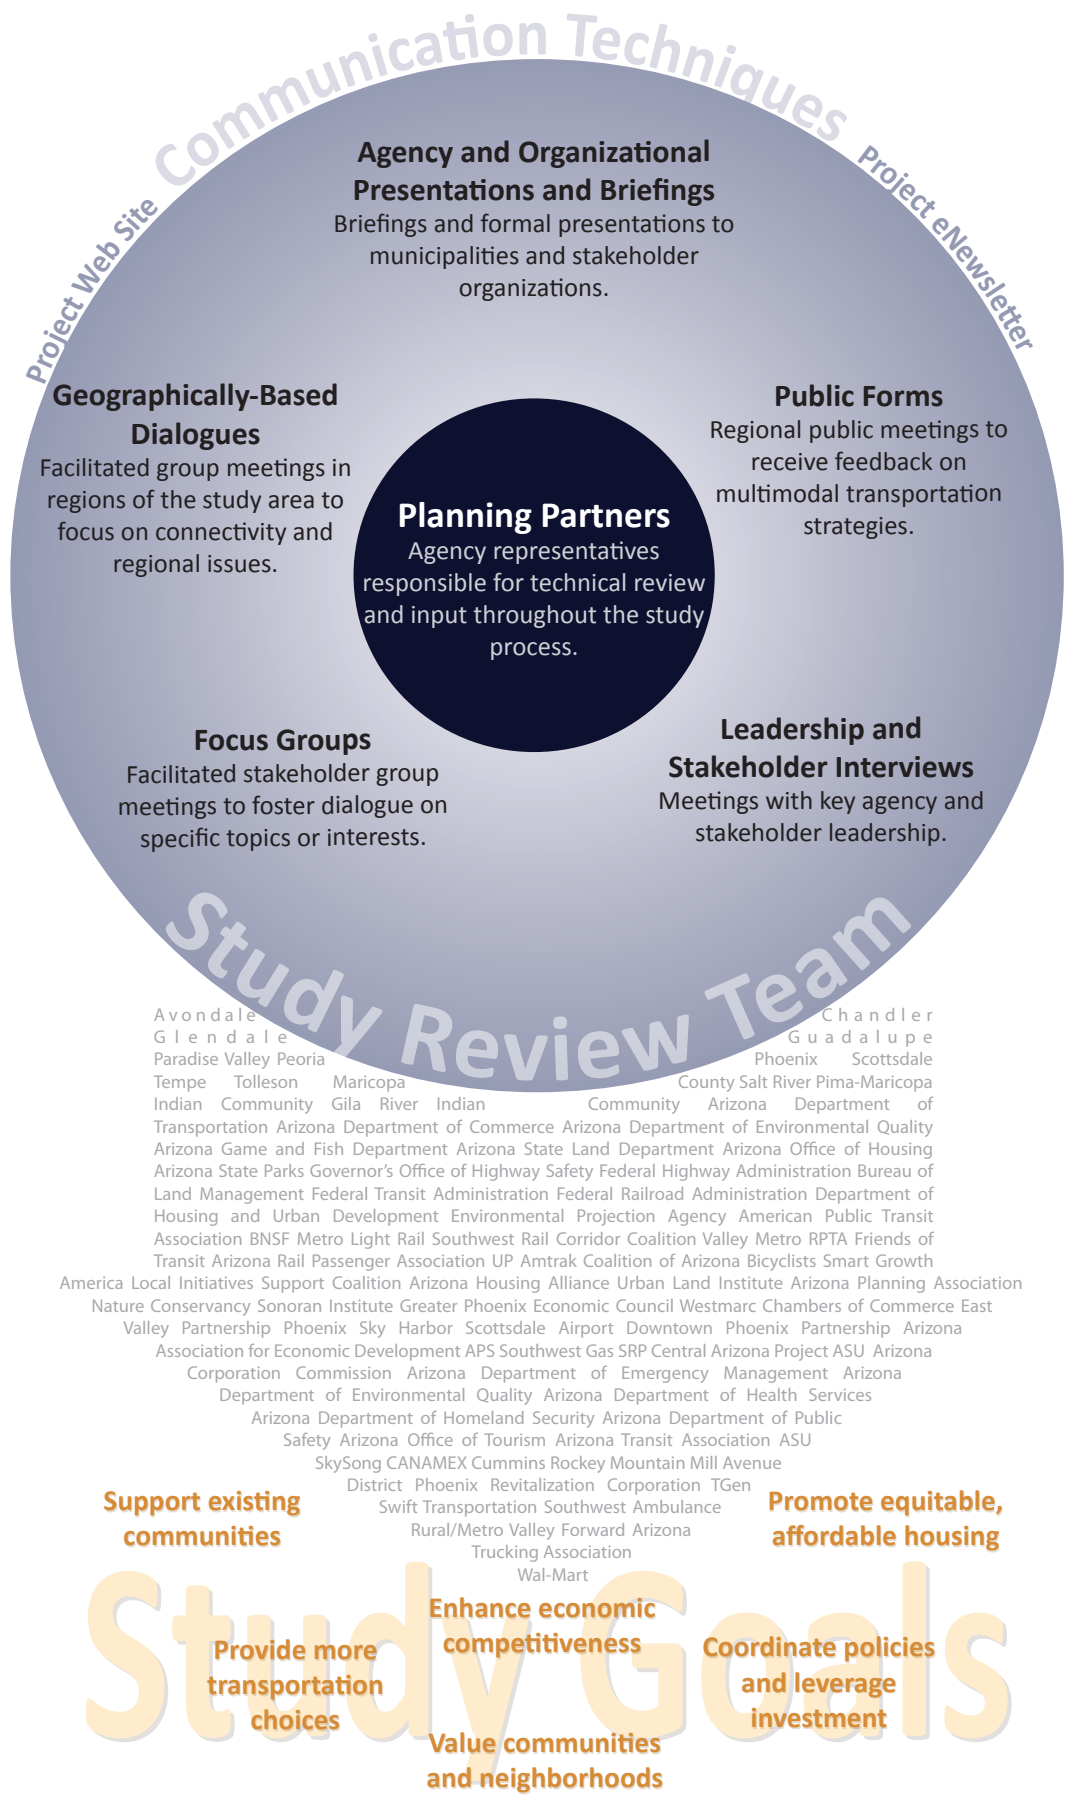 Communication Techniques
Project Web Site
Project eNewsletter
Agency and Organizational
Presentations and Briefings
Briefings and formal presentations to
municipalities and stakeholder
organizations.
Geographically-Based
Dialogues
Facilitated group meetings in
regions of the study area to
focus on connectivity and
regional issues.
Public Forms
Regional public meetings to
receive feedback on
multimodal transportation
strategies.
Planning Partners
Agency representatives
responsible for technical review
and input throughout the study
process.
Focus Groups
Facilitated stakeholder group
meetings to foster dialogue on
specific topics or interests.
Leadership and
Stakeholder Interviews
Meetings with key agency and
stakeholder leadership.
Study Review Team
Avondale Chandler
Glendale Guadalupe
Paradise Valley Peoria Phoenix Scottsdale
Tempe Tolleson Maricopa County Salt River Pima-Maricopa
Indian Community Gila River Indian Community Arizona Department of
Transportation Arizona Department of Commerce Arizona Department of Environmental Quality
Arizona Game and Fish Department Arizona State Land Department Arizona Office of Housing
Arizona State Parks Governor's Office of Highway Safety Federal Highway Administration Bureau of
Land Management Federal Transit Administration Federal Railroad Administration Department of
Housing and Urban Development Environmental Projection Agency American Public Transit
Association BNSF Metro Light Rail Southwest Rail Corridor Coalition Valley Metro RPTA Friends of
Transit Arizona Rail Passenger Association UP Amtrak Coalition of Arizona Bicyclists Smart Growth
America Local Initiatives Support Coalition Arizona Housing Alliance Urban Land Institute Arizona Planning Association
Nature Conservancy Sonoran Institute Greater Phoenix Economic Council Westmarc Chambers of Commerce East
Valley Partnership Phoenix Sky Harbor Scottsdale Airport Downtown Phoenix Partnership Arizona
Association for Economic Development APS Southwest Gas SRP Central Arizona Project ASU Arizona
Corporation Commission Arizona Department of Emergency Management Arizona
Department of Environmental Quality Arizona Department of Health Services
Arizona Department of Homeland Security Arizona Department of Public
Safety Arizona Office of Tourism Arizona Transit Association ASU
SkySong CANAMEX Cummins Rockey Mountain Mill Avenue
District Phoenix Revitalization Corporation TGen
Swift Transportation Southwest Ambulance
Rural/Metro Valley Forward Arizona
Trucking Association
Wal-Mart
Support existing
communities
Promote equitable,
affordable housing
Study Goals
Enhance economic
competitiveness
Provide more
transportation
choices
Coordinate policies
and leverage
investment
Value communities
and neighborhoods